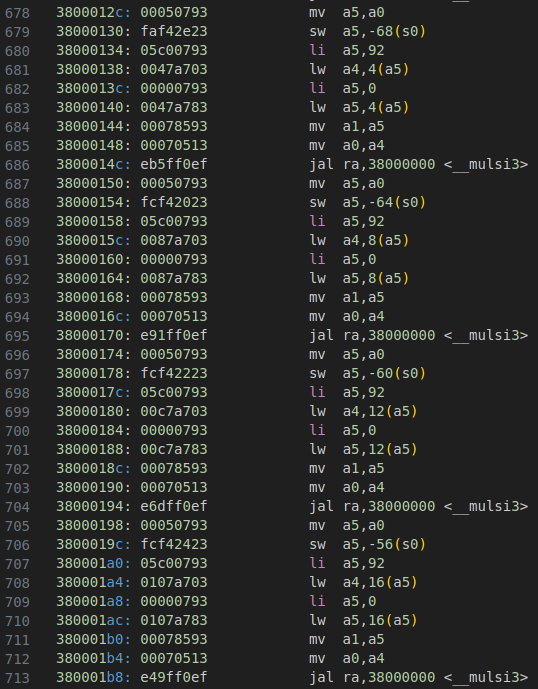 678 3800012c: 00050793 mv a5,a0
679 38000130: faf42e23 sw a5,-68(s0)
680 38000134: 05c00793 li a5,92
681 38000138: 0047a703 lw a4,4(a5)
682 3800013c: 00000793 li a5,0
683 38000140: 0047a783 lw a5,4(a5)
684 38000144: 00078593 mv a1,a5
685 38000148: 00070513 mv a0,a4
686 3800014c: eb5ff0ef jal ra,38000000 <__mulsi3>
687 38000150: 00050793 mv a5,a0
688 38000154: fcf42023 sw a5,-64(s0)
689 38000158: 05c00793 li a5,92
690 3800015c: 0087a703 lw a4,8(a5)
691 38000160: 00000793 li a5,0
692 38000164: 0087a783 lw a5,8(a5)
693 38000168: 00078593 mv a1,a5
694 3800016c: 00070513 mv a0,a4
695 38000170: e91ff0ef jal ra,38000000 <__mulsi3>
696 38000174: 00050793 mv a5,a0
697 38000178: fcf42223 sw a5,-60(s0)
698 3800017c: 05c00793 li a5,92
699 38000180: 00c7a703 lw a4,12(a5)
700 38000184: 00000793 li a5,0
701 38000188: 00c7a783 lw a5,12(a5)
702 3800018c: 00078593 mv a1,a5
703 38000190: 00070513 mv a0,a4
704 38000194: e6dff0ef jal ra,38000000 <__mulsi3>
705 38000198: 00050793 mv a5,a0
706 3800019c: fcf42423 sw a5,-56(s0)
707 380001a0: 05c00793 li a5,92
708 380001a4: 0107a703 lw a4,16(a5)
709 380001a8: 00000793 li a5,0
710 380001ac: 0107a783 lw a5,16(a5)
711 380001b0: 00078593 mv a1,a5
712 380001b4: 00070513 mv a0,a4
713 380001b8: e49ff0ef jal ra,38000000 <__mulsi3>